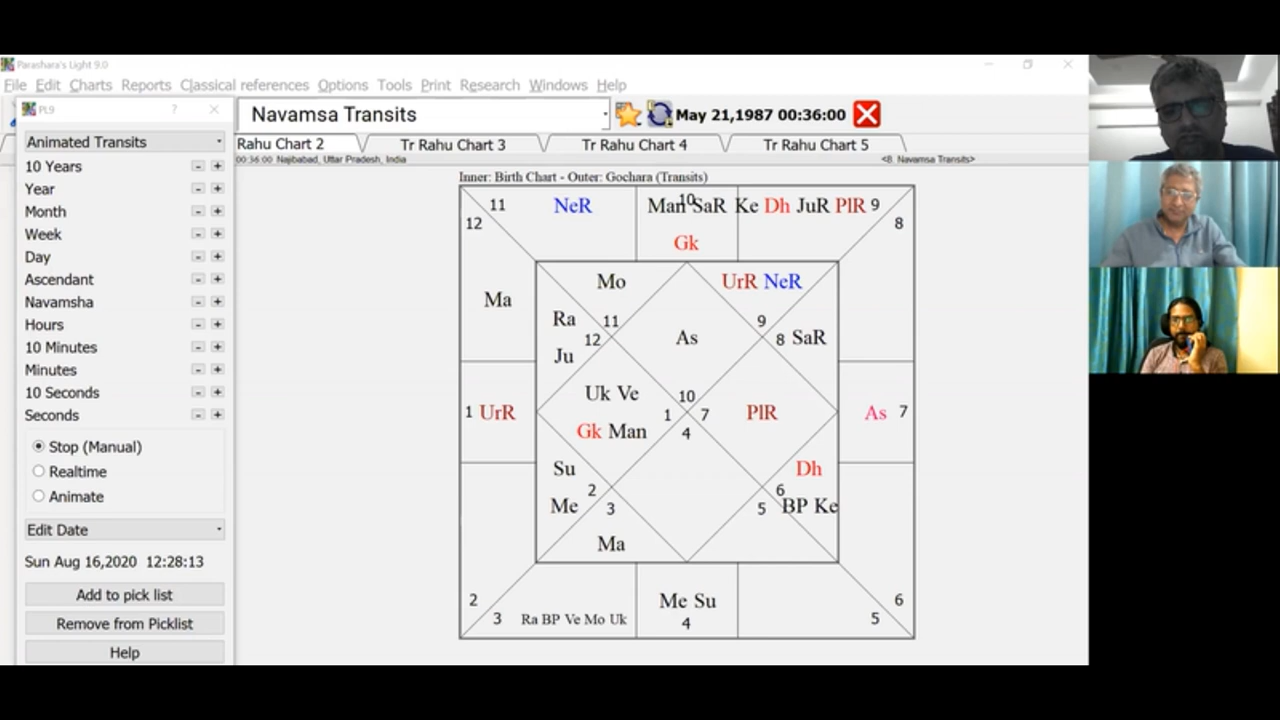 Parashara's Light 9.0
File Edit Charts Reports Classical references Options Tools Print Research Windows Help
PL9 ?
Navamsa Transits
May 21,1987 00:36:00
Animated Transits
Rahu Chart 2 Tr Rahu Chart 3 Tr Rahu Chart 4 Tr Rahu Chart 5
00:36:00 Najibabad, Uttar Pradesh, India <8. Navamsa Transits>
10 Years - +
Year - +
Month - +
Week - +
Day - +
Ascendant - +
Navamsha - +
Hours - +
10 Minutes - +
Minutes - +
10 Seconds - +
Seconds - +
Stop (Manual)
Realtime
Animate
Edit Date
Sun Aug 16,2020 12:28:13
Add to pick list
Remove from Picklist
Help
Inner: Birth Chart - Outer: Gochara (Transits)
11 NeR 10 Man SaR Ke Dh JuR PlR 9
12 Gk 8
Mo UrR NeR
Ma
Ra 11 9
12 As 8 SaR
Ju
Uk Ve 10
1 UrR 1 7 PlR As 7
Gk Man 4
Su Dh
2 6
Me 3 5 BP Ke
Ma
2 Me Su 6
3 Ra BP Ve Mo Uk 4 5